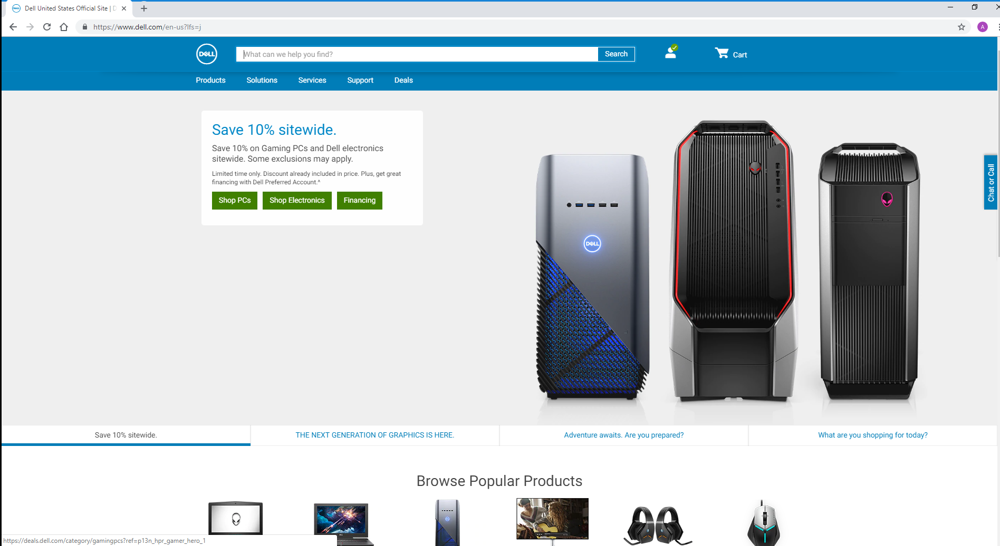 Dell United States Official Site | D
https://www.dell.com/en-us?lfs=j
A
DELL
What can we help you find?
Search
Cart
Products
Solutions
Services
Support
Deals
Save 10% sitewide.
Save 10% on Gaming PCs and Dell electronics
sitewide. Some exclusions may apply.
Limited time only. Discount already included in price. Plus, get great
financing with Dell Preferred Account.^
Shop PCs
Shop Electronics
Financing
DELL
Chat or Call
Save 10% sitewide.
THE NEXT GENERATION OF GRAPHICS IS HERE.
Adventure awaits. Are you prepared?
What are you shopping for today?
Browse Popular Products
https://deals.dell.com/category/gamingpcs?ref=p13n_hpr_gamer_hero_1